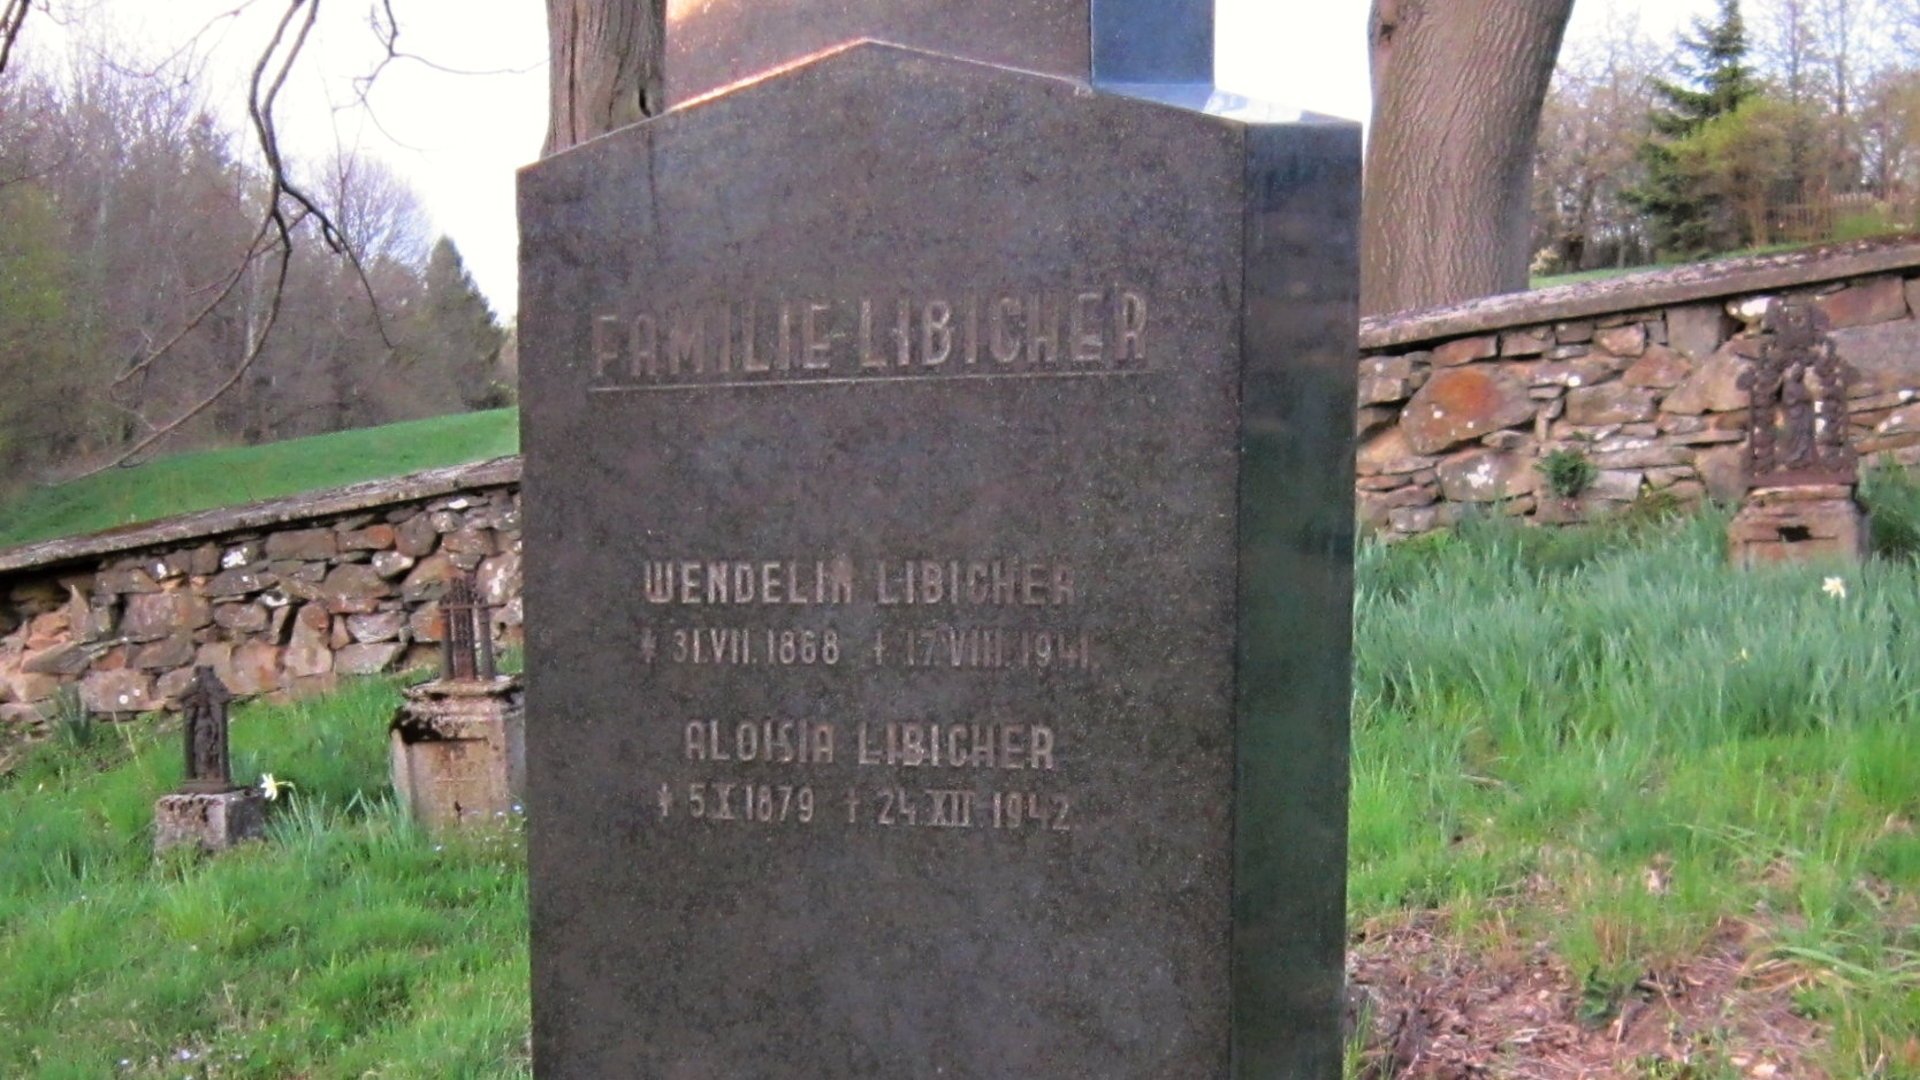 FAMILIE LIBICHER
WENDELIN LIBICHER
* 31.VII.1868 † 17.VIII.1941.
ALOISIA LIBICHER
* 5.X.1879 † 24.XII.1942.